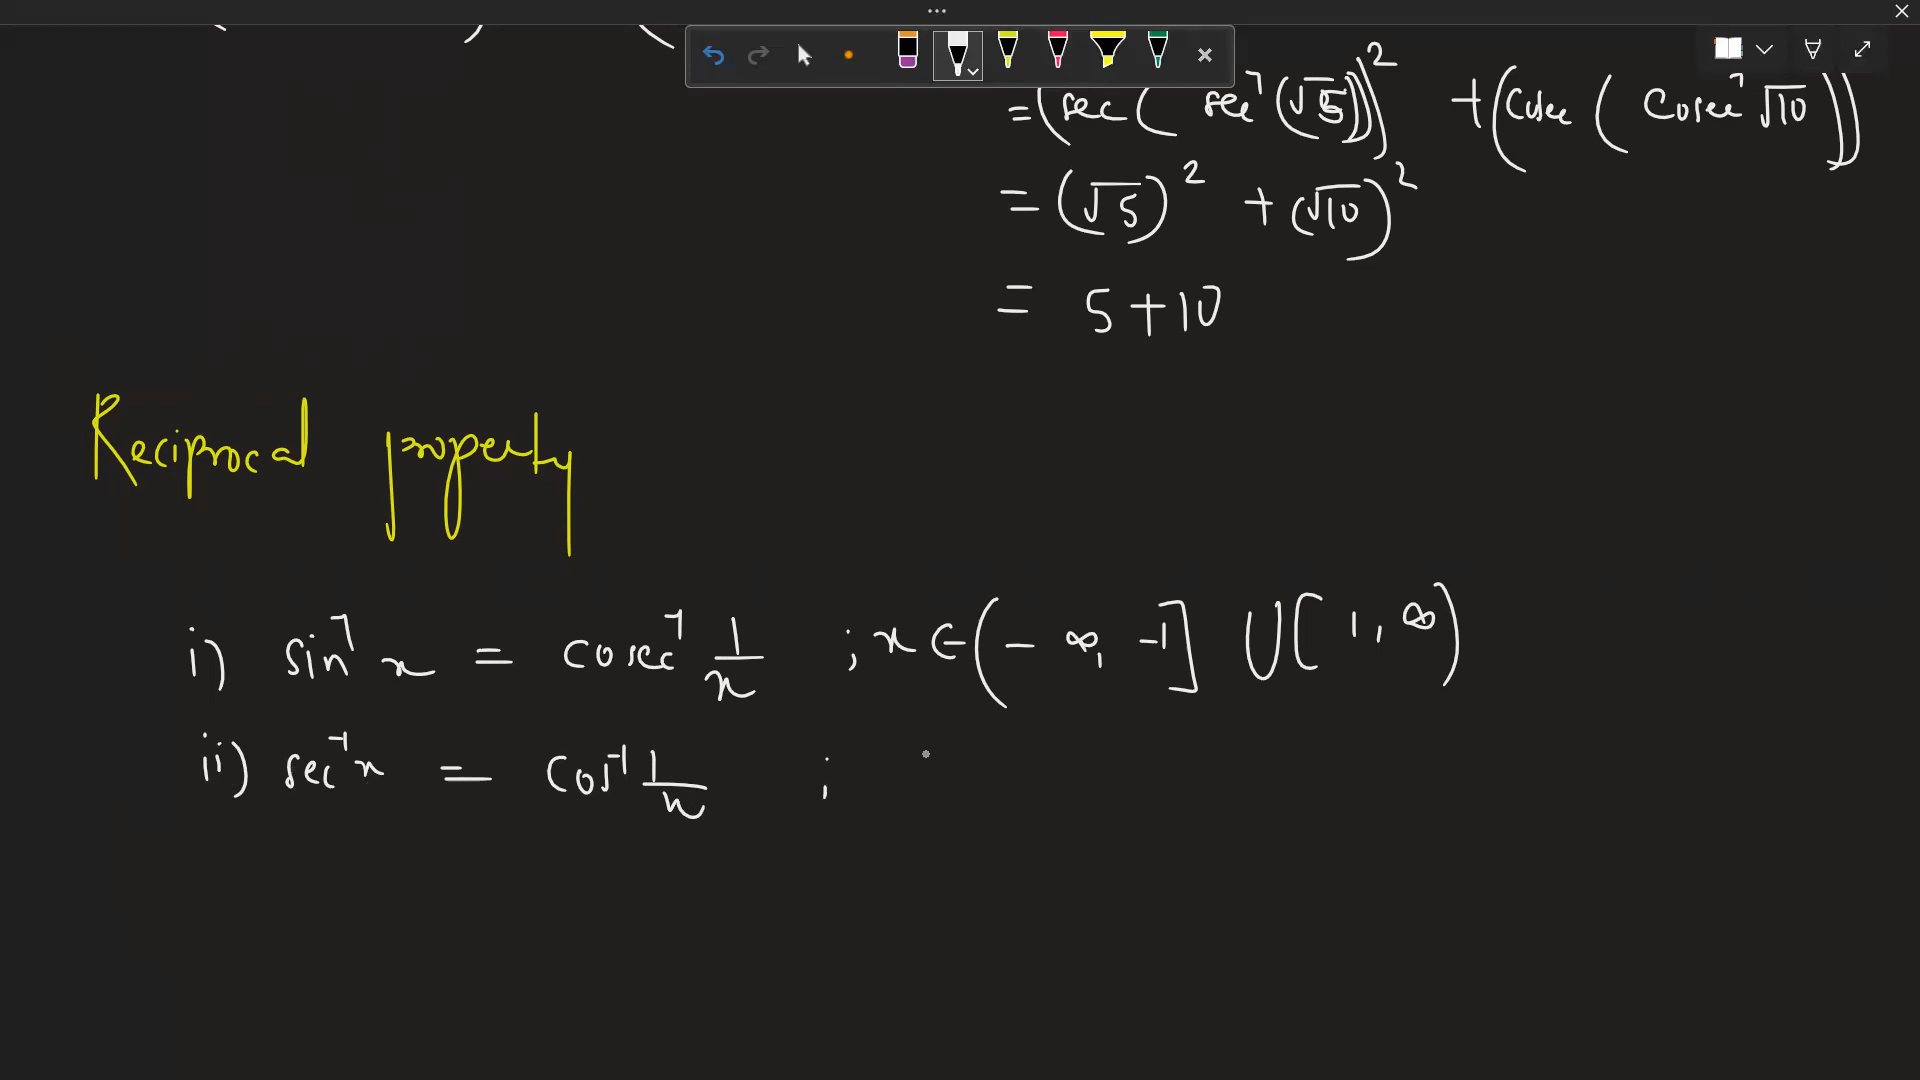 = (sec ( sec⁻¹ (√5)))² + (cosec ( cosec⁻¹ √10))
= (√5)² + (√10)²
= 5+10
Reciprocal property
i) sin⁻¹ x = cosec⁻¹ 1/x ; x ∈ (- ∞, -1] ∪ [1, ∞)
ii) sec⁻¹ x = cos⁻¹ 1/x ;